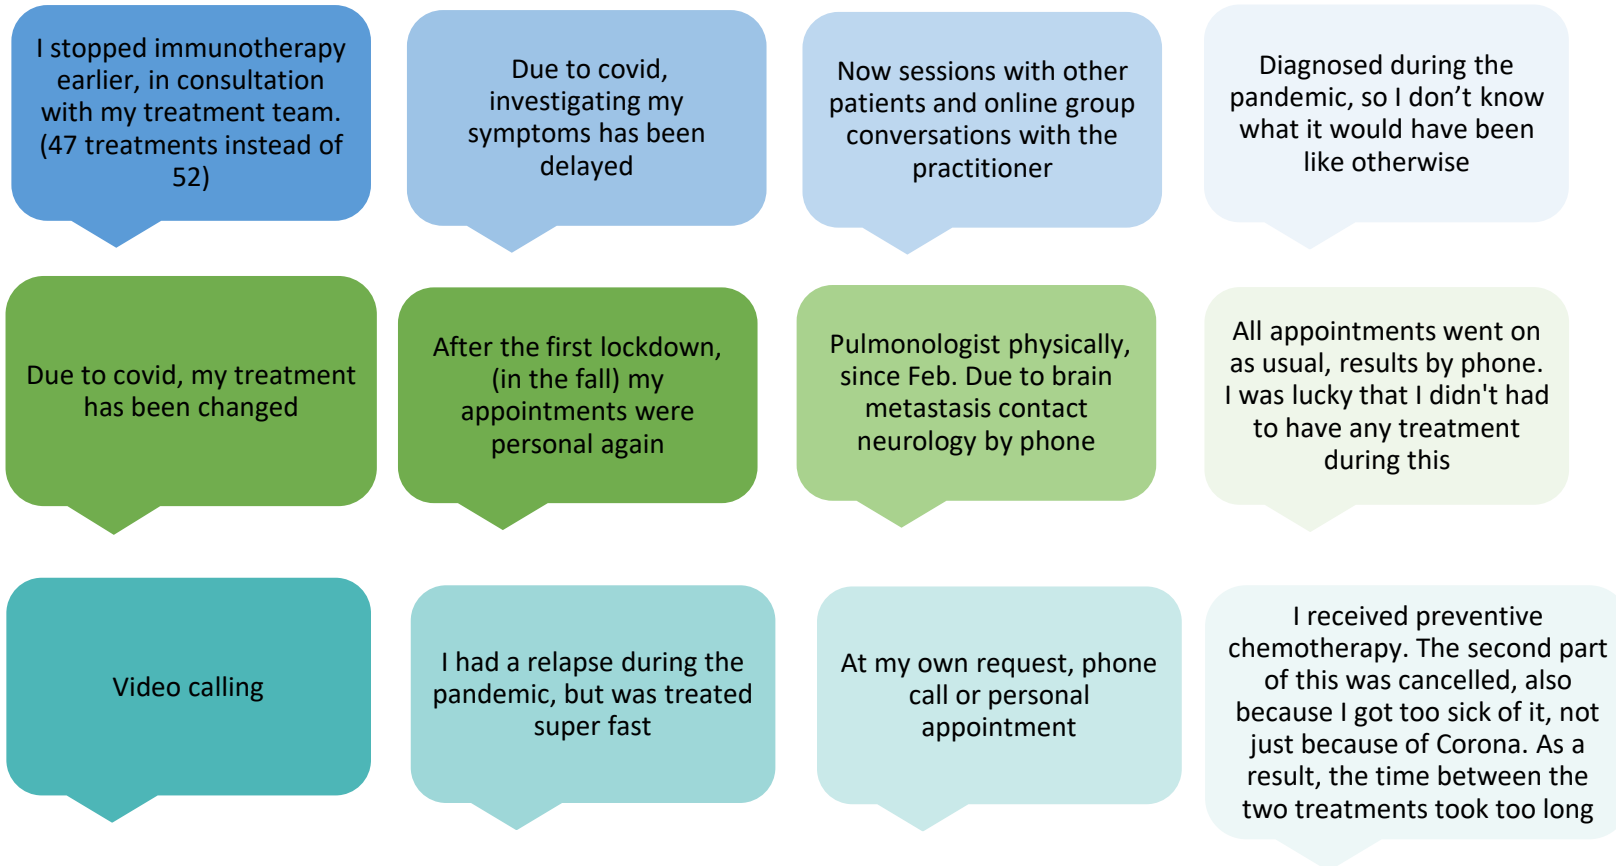 I stopped immunotherapy
earlier, in consultation
with my treatment team.
(47 treatments instead of
52)
Due to covid,
investigating my
symptoms has been
delayed
Now sessions with other
patients and online group
conversations with the
practitioner
Diagnosed during the
pandemic, so I don’t know
what it would have been
like otherwise
Due to covid, my treatment
has been changed
After the first lockdown,
(in the fall) my
appointments were
personal again
Pulmonologist physically,
since Feb. Due to brain
metastasis contact
neurology by phone
All appointments went on
as usual, results by phone.
I was lucky that I didn't had
to have any treatment
during this
Video calling
I had a relapse during the
pandemic, but was treated
super fast
At my own request, phone
call or personal
appointment
I received preventive
chemotherapy. The second part
of this was cancelled, also
because I got too sick of it, not
just because of Corona. As a
result, the time between the
two treatments took too long